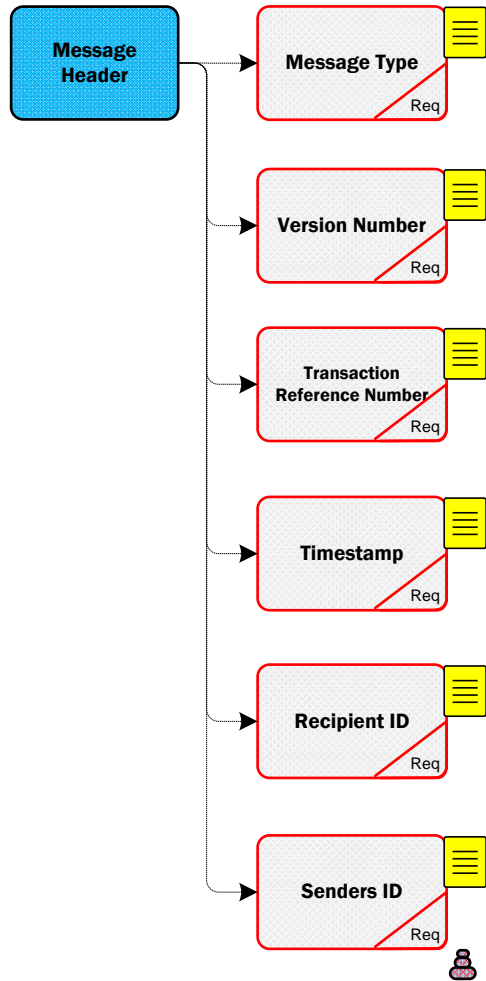 Message
Header
Message Type
Req
Version Number
Req
Transaction
Reference Number
Req
Timestamp
Req
Recipient ID
Req
Senders ID
Req